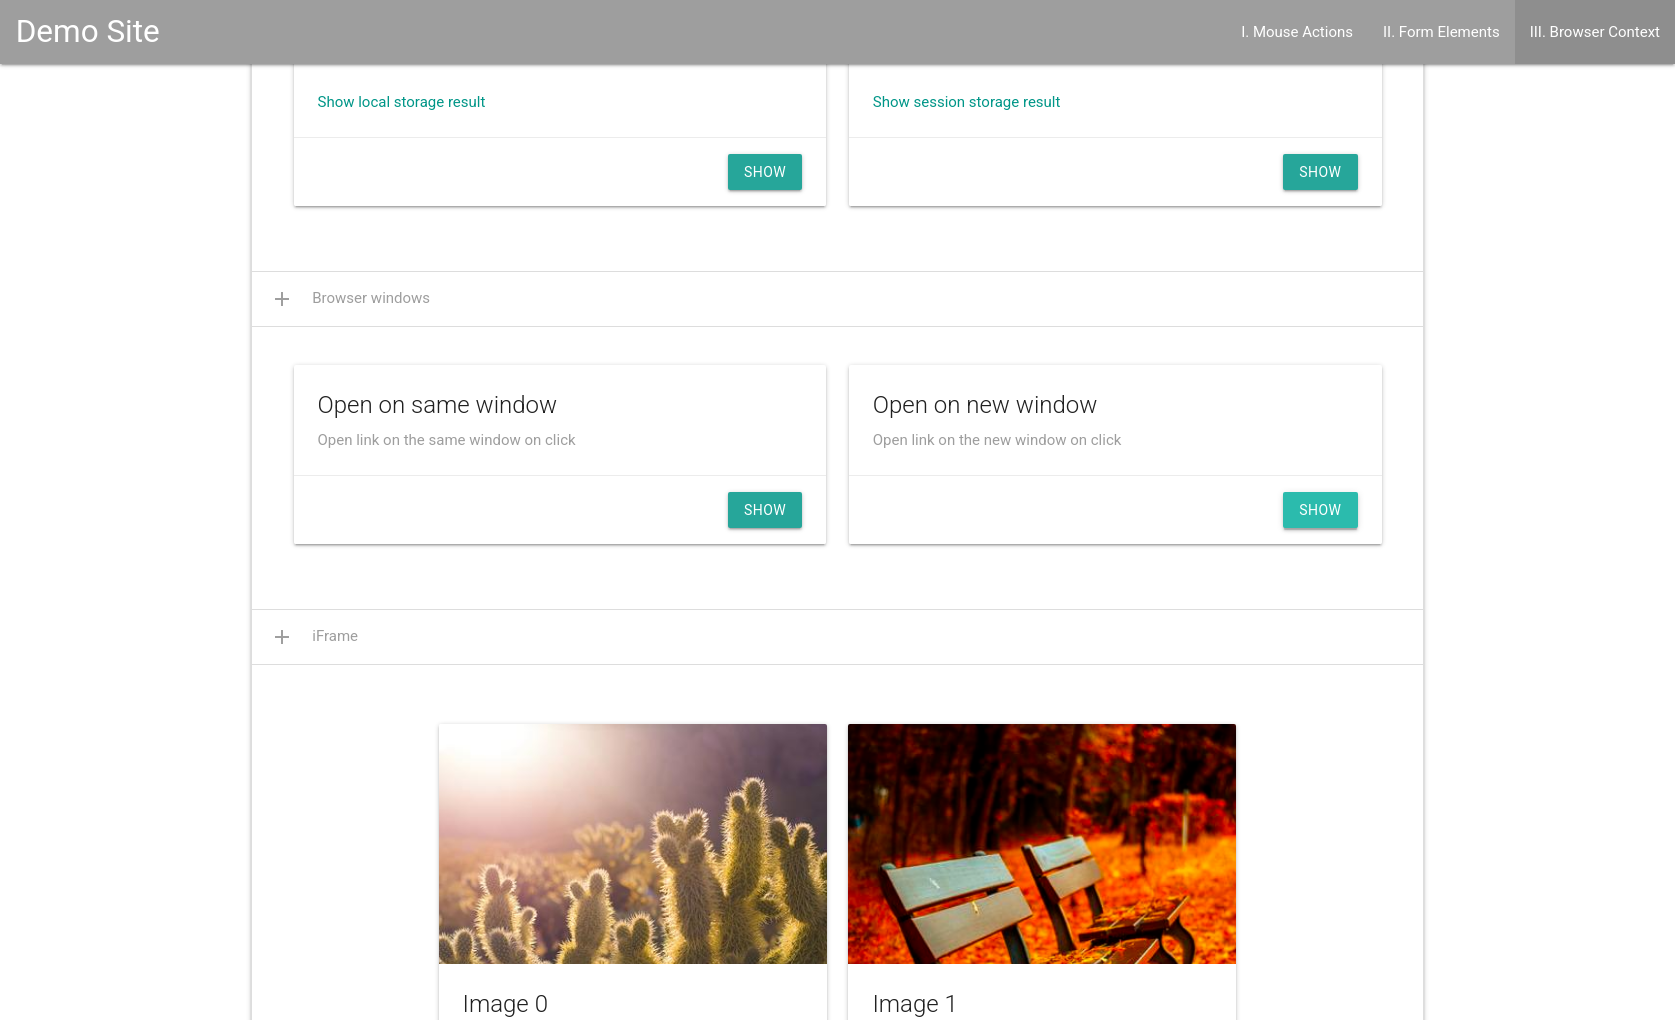 Demo Site
I. Mouse Actions
II. Form Elements
III. Browser Context
Show local storage result
Show session storage result
SHOW
SHOW
Browser windows
Open on same window
Open link on the same window on click
Open on new window
Open link on the new window on click
SHOW
SHOW
iFrame
Image 0
Image 1